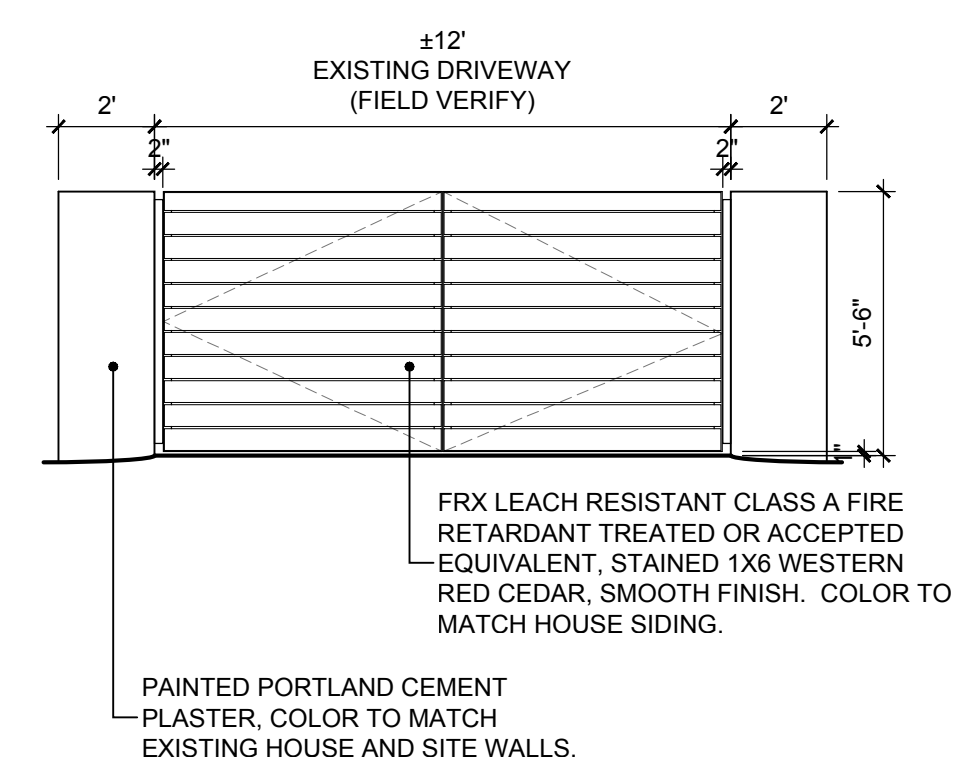 ±12'
EXISTING DRIVEWAY
(FIELD VERIFY)
2'
2'
2"
2"
5'-6"
1"
FRX LEACH RESISTANT CLASS A FIRE
RETARDANT TREATED OR ACCEPTED
EQUIVALENT, STAINED 1X6 WESTERN
RED CEDAR, SMOOTH FINISH. COLOR TO
MATCH HOUSE SIDING.
PAINTED PORTLAND CEMENT
PLASTER, COLOR TO MATCH
EXISTING HOUSE AND SITE WALLS.